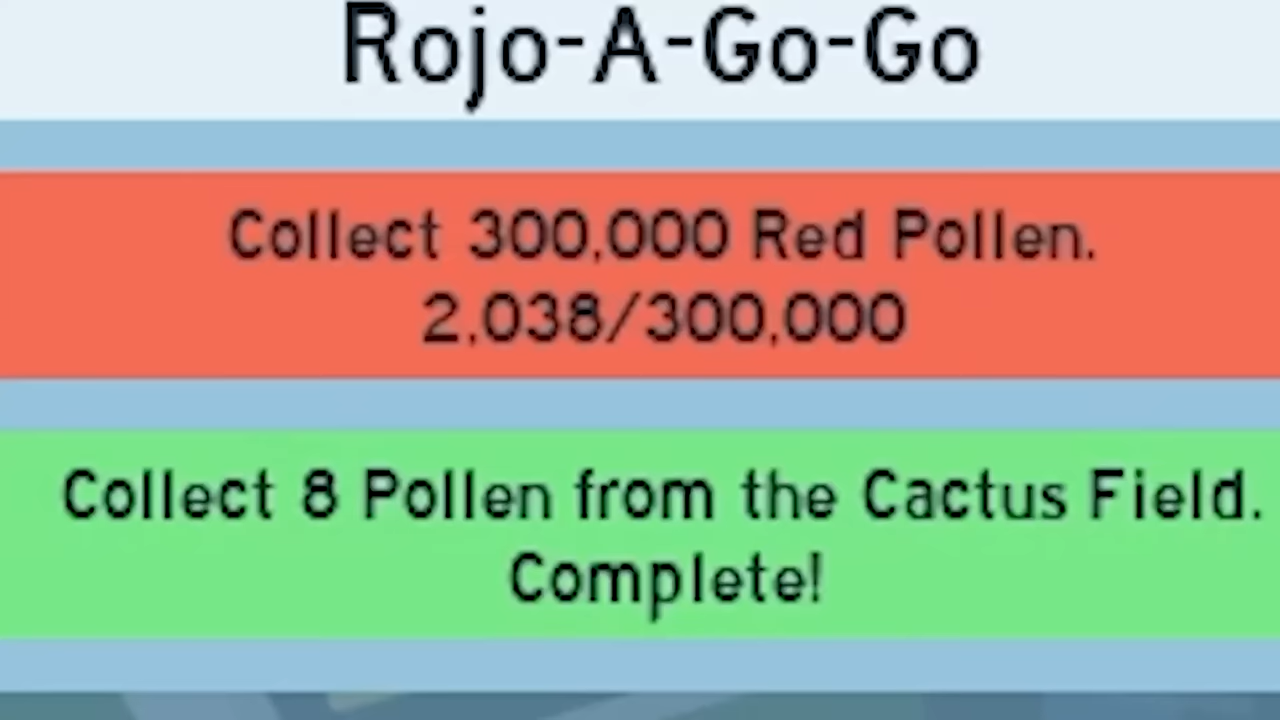 Rojo-A-Go-Go
Collect 300,000 Red Pollen.
2,038/300,000
Collect 8 Pollen from the Cactus Field.
Complete!